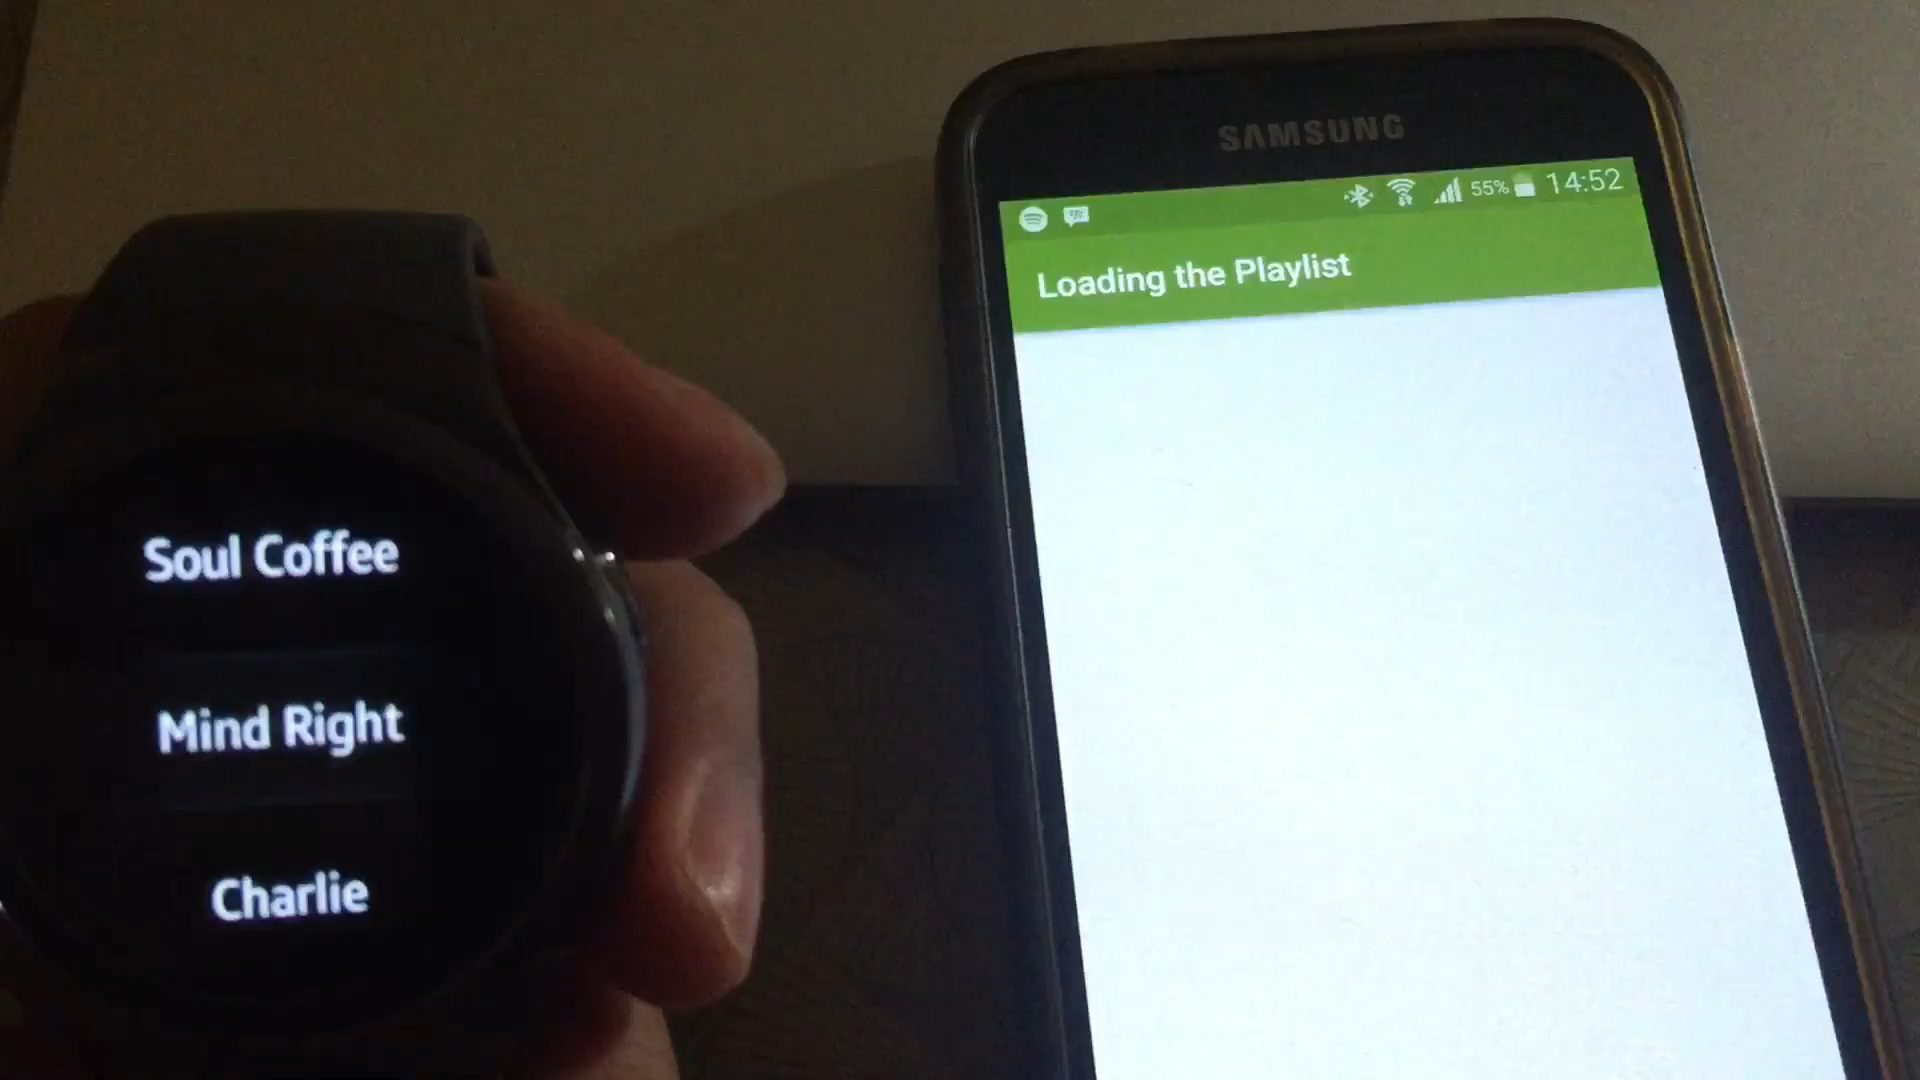 Soul Coffee
Mind Right
Charlie
SAMSUNG
55% 14:52
Loading the Playlist